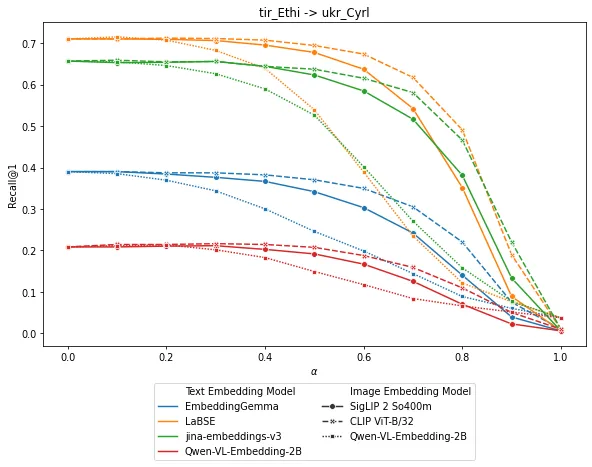 tir_Ethi -> ukr_Cyrl
Recall@1
0.7
0.6
0.5
0.4
0.3
0.2
0.1
0.0
0.0 0.2 0.4 0.6 0.8 1.0
α
Text Embedding Model Image Embedding Model
EmbeddingGemma SigLIP 2 So400m
LaBSE CLIP ViT-B/32
jina-embeddings-v3 Qwen-VL-Embedding-2B
Qwen-VL-Embedding-2B